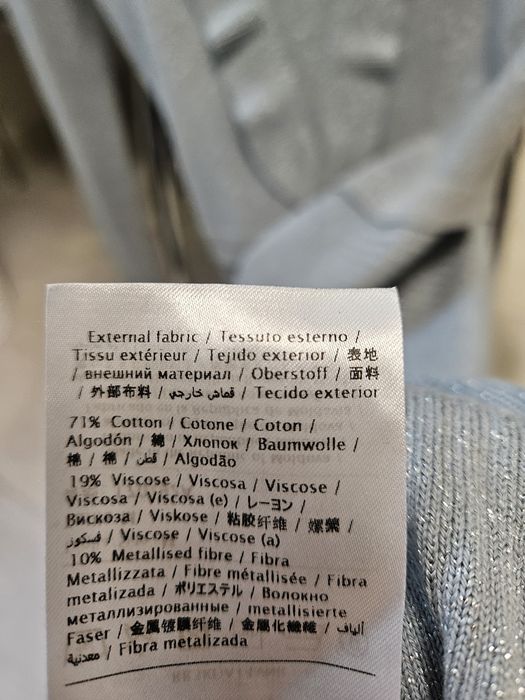 External fabric / Tessuto esterno /
Tissu extérieur / Tejido exterior / 表地
/ внешний материал / Oberstoff / 面料
/ 外部布料 / قماش خارجي / Tecido exterior
71% Cotton / Cotone / Coton /
Algodón / 綿 / Хлопок / Baumwolle /
棉 / 棉 / قطن / Algodão
19% Viscose / Viscosa / Viscose /
Viscosa / Viscosa (e) / レーヨン /
Вискоза / Viskose / 粘胶纤维 / 嫘縈 /
فسكوز / Viscose / Viscose (a)
10% Metallised fibre / Fibra
Metallizzata / Fibre métallisée / Fibra
metalizada / ポリエステル / Волокно
металлизированные / metallisierte
Faser / 金属镀膜纤维 / 金屬化纖維 / ألياف
معدنية / Fibra metalizada